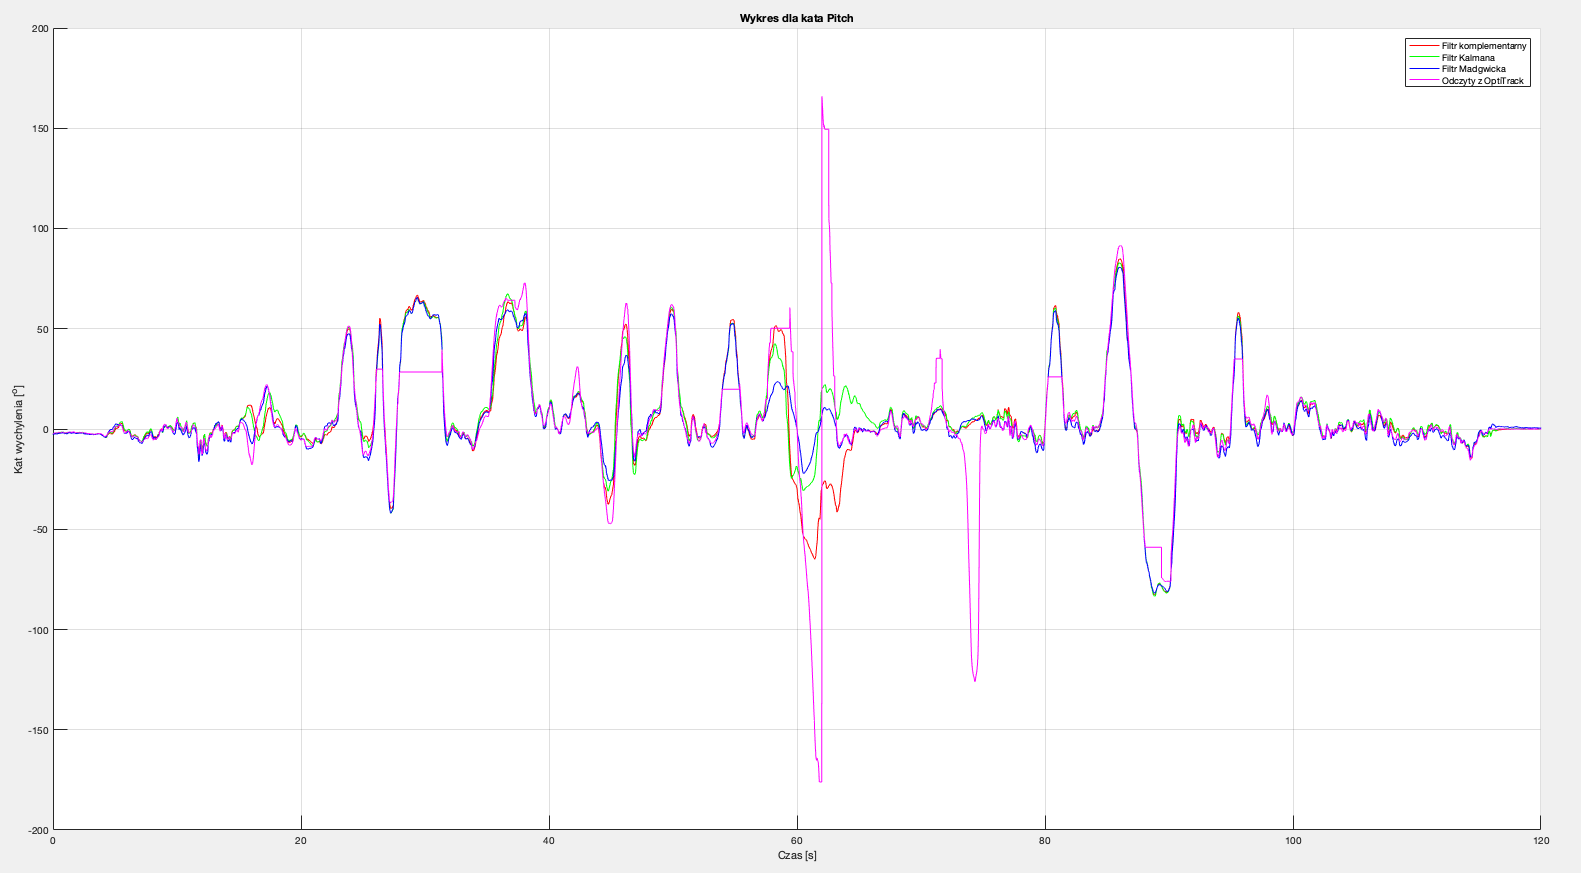 Wykres dla kata Pitch
Filtr komplementarny
Filtr Kalmana
Filtr Madgwicka
Odczyty z OptiTrack
200
150
100
50
0
-50
-100
-150
-200
Kat wychylenia [°]
0 20 40 60 80 100 120
Czas [s]